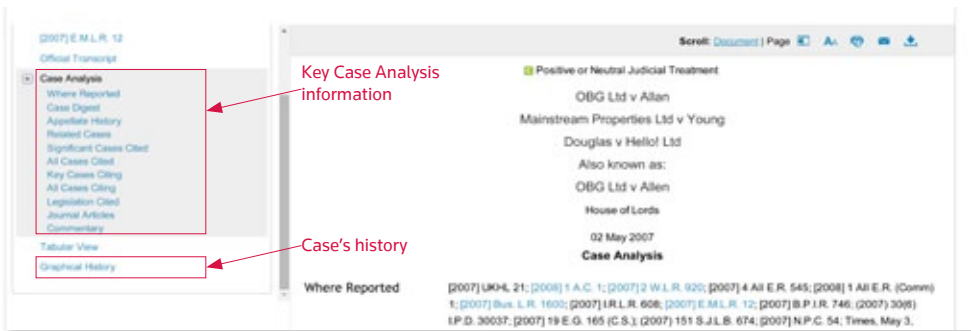 [2007] E.M.L.R. 12
Official Transcript
Case Analysis
Where Reported
Case Digest
Appellate History
Related Cases
Significant Cases Cited
All Cases Cited
Key Cases Citing
All Cases Citing
Legislation Cited
Journal Articles
Commentary
Tabular View
Graphical History
Key Case Analysis
information
Case's history
Scroll: Document | Page
Positive or Neutral Judicial Treatment
OBG Ltd v Allan
Mainstream Properties Ltd v Young
Douglas v Hello! Ltd
Also known as:
OBG Ltd v Allen
House of Lords
02 May 2007
Case Analysis
Where Reported
[2007] UKHL 21; [2008] 1 A.C. 1; [2007] 2 W.L.R. 920; [2007] 4 All E.R. 545; [2008] 1 All E.R. (Comm)
1; [2007] Bus. L.R. 1600; [2007] I.R.L.R. 608; [2007] E.M.L.R. 12; [2007] B.P.I.R. 746; (2007) 30(6)
I.P.D. 30037; [2007] 19 E.G. 165 (C.S.); (2007) 151 S.J.L.B. 674; [2007] N.P.C. 54; Times, May 3,